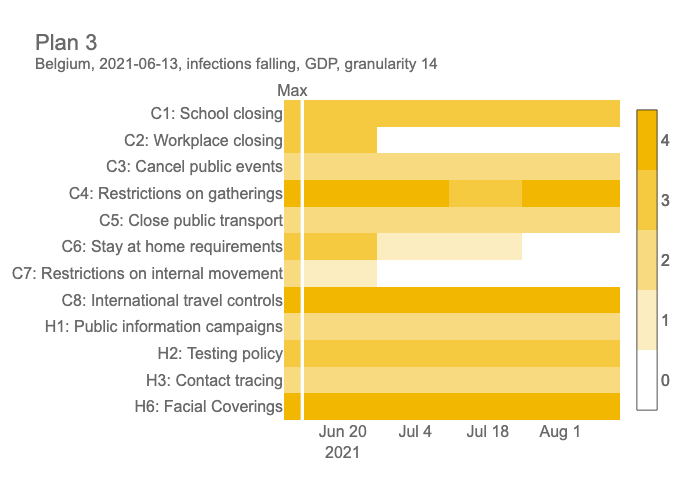 Plan 3
Belgium, 2021-06-13, infections falling, GDP, granularity 14
Max
C1: School closing
C2: Workplace closing
C3: Cancel public events
C4: Restrictions on gatherings
C5: Close public transport
C6: Stay at home requirements
C7: Restrictions on internal movement
C8: International travel controls
H1: Public information campaigns
H2: Testing policy
H3: Contact tracing
H6: Facial Coverings
Jun 20 Jul 4 Jul 18 Aug 1
2021
4
3
2
1
0